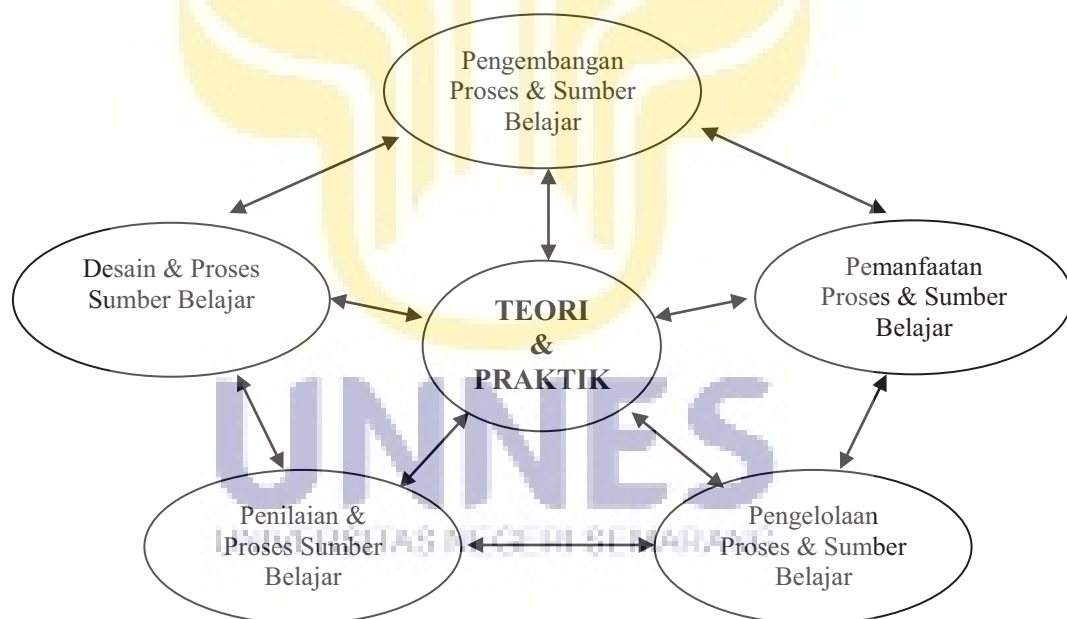 Pengembangan
Proses & Sumber
Belajar
Desain & Proses
Sumber Belajar
TEORI
&
PRAKTIK
Pemanfaatan
Proses & Sumber
Belajar
UNNES
UNIVERSITAS NEGERI SEMARANG
Penilaian &
Proses Sumber
Belajar
Pengelolaan
Proses & Sumber
Belajar